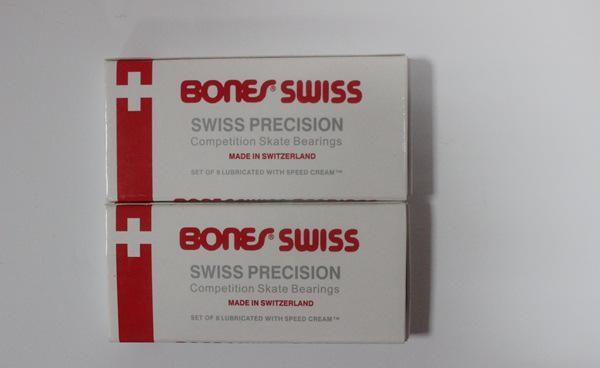 BONES® SWISS
SWISS PRECISION
Competition Skate Bearings
MADE IN SWITZERLAND
SET OF 8 LUBRICATED WITH SPEED CREAM™
BONES® SWISS
SWISS PRECISION
Competition Skate Bearings
MADE IN SWITZERLAND
SET OF 8 LUBRICATED WITH SPEED CREAM™